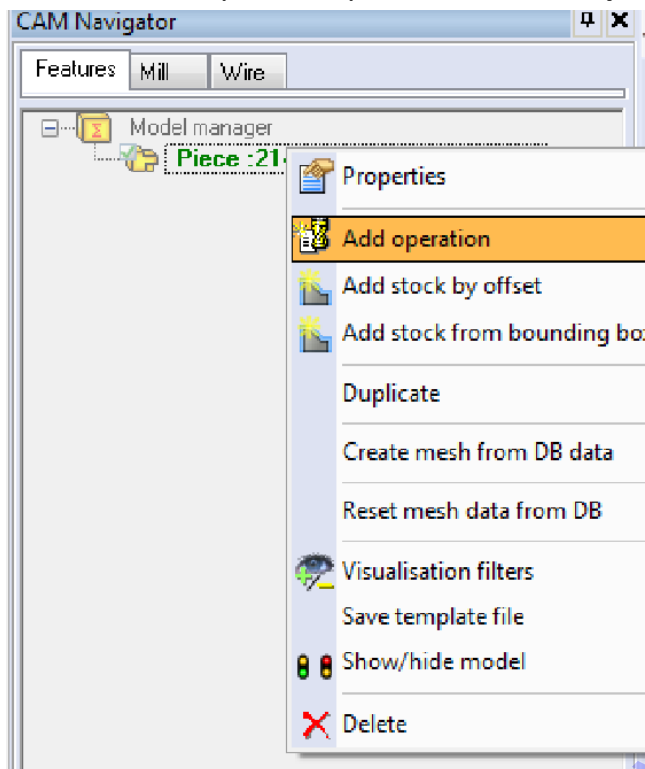 CAM Navigator
Features Mill Wire
Model manager
Piece :214
Properties
Add operation
Add stock by offset
Add stock from bounding box
Duplicate
Create mesh from DB data
Reset mesh data from DB
Visualisation filters
Save template file
Show/hide model
Delete